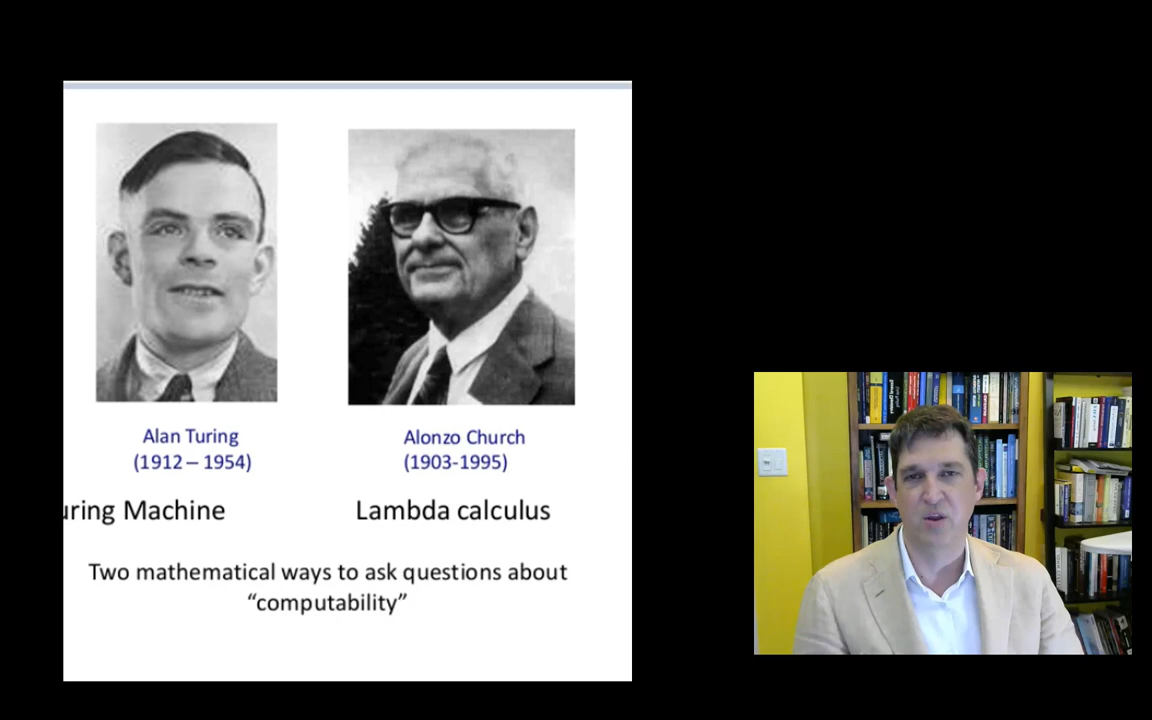 Alan Turing
(1912 – 1954)
Alonzo Church
(1903-1995)
uring Machine
Lambda calculus
Two mathematical ways to ask questions about
“computability”